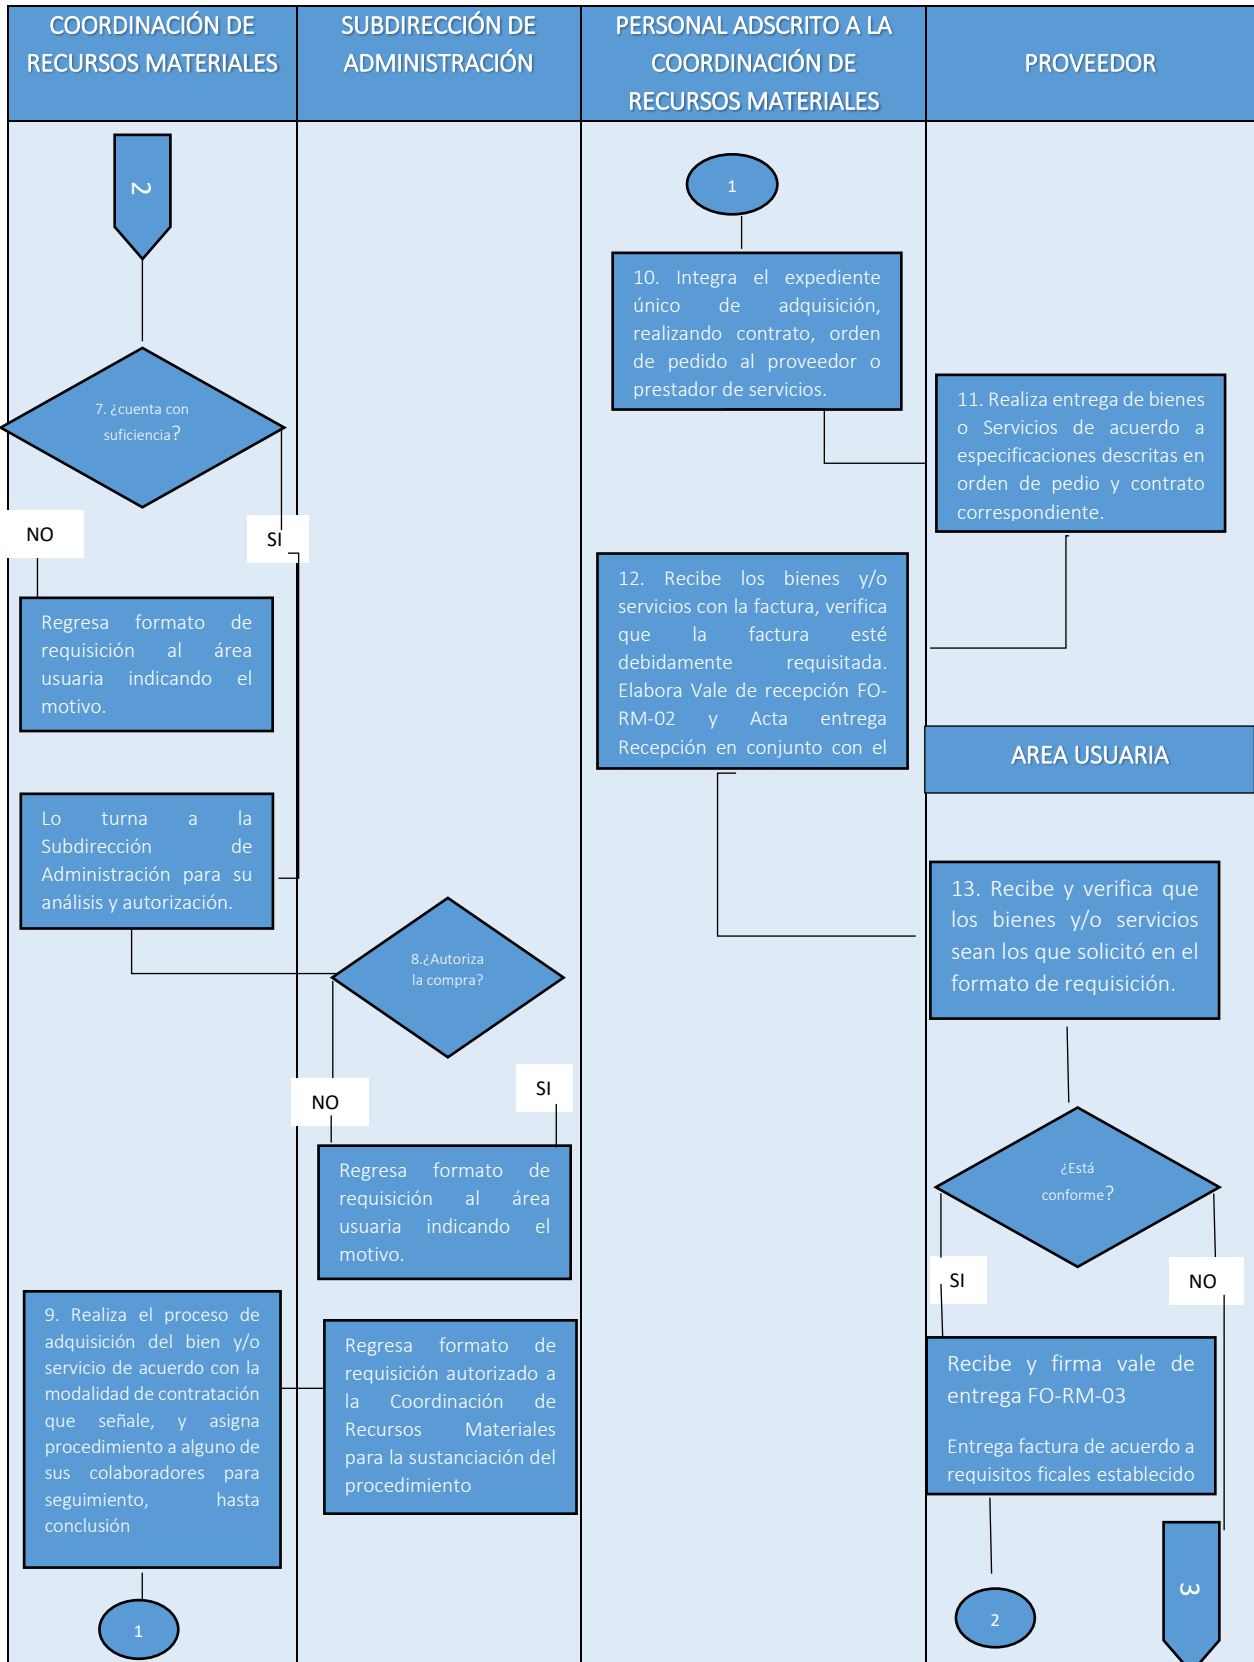 COORDINACIÓN DE
RECURSOS MATERIALES
SUBDIRECCIÓN DE
ADMINISTRACIÓN
PERSONAL ADSCRITO A LA
COORDINACIÓN DE
RECURSOS MATERIALES
PROVEEDOR
2
7. ¿cuenta con
suficiencia?
NO
SI
Regresa formato de
requisición al área
usuaria indicando el
motivo.
Lo turna a la
Subdirección de
Administración para su
análisis y autorización.
8.¿Autoriza
la compra?
NO
SI
Regresa formato de
requisición al área
usuaria indicando el
motivo.
Regresa formato de
requisición autorizado a
la Coordinación de
Recursos Materiales
para la sustanciación del
procedimiento
9. Realiza el proceso de
adquisición del bien y/o
servicio de acuerdo con la
modalidad de contratación
que señale, y asigna
procedimiento a alguno de
sus colaboradores para
seguimiento, hasta
conclusión
1
1
10. Integra el expediente
único de adquisición,
realizando contrato, orden
de pedido al proveedor o
prestador de servicios.
11. Realiza entrega de bienes
o Servicios de acuerdo a
especificaciones descritas en
orden de pedio y contrato
correspondiente.
12. Recibe los bienes y/o
servicios con la factura, verifica
que la factura esté
debidamente requisitada.
Elabora Vale de recepción FO-
RM-02 y Acta entrega
Recepción en conjunto con el
AREA USUARIA
13. Recibe y verifica que
los bienes y/o servicios
sean los que solicitó en el
formato de requisición.
¿Está
conforme?
SI
NO
Recibe y firma vale de
entrega FO-RM-03
Entrega factura de acuerdo a
requisitos ficales establecido
2
3